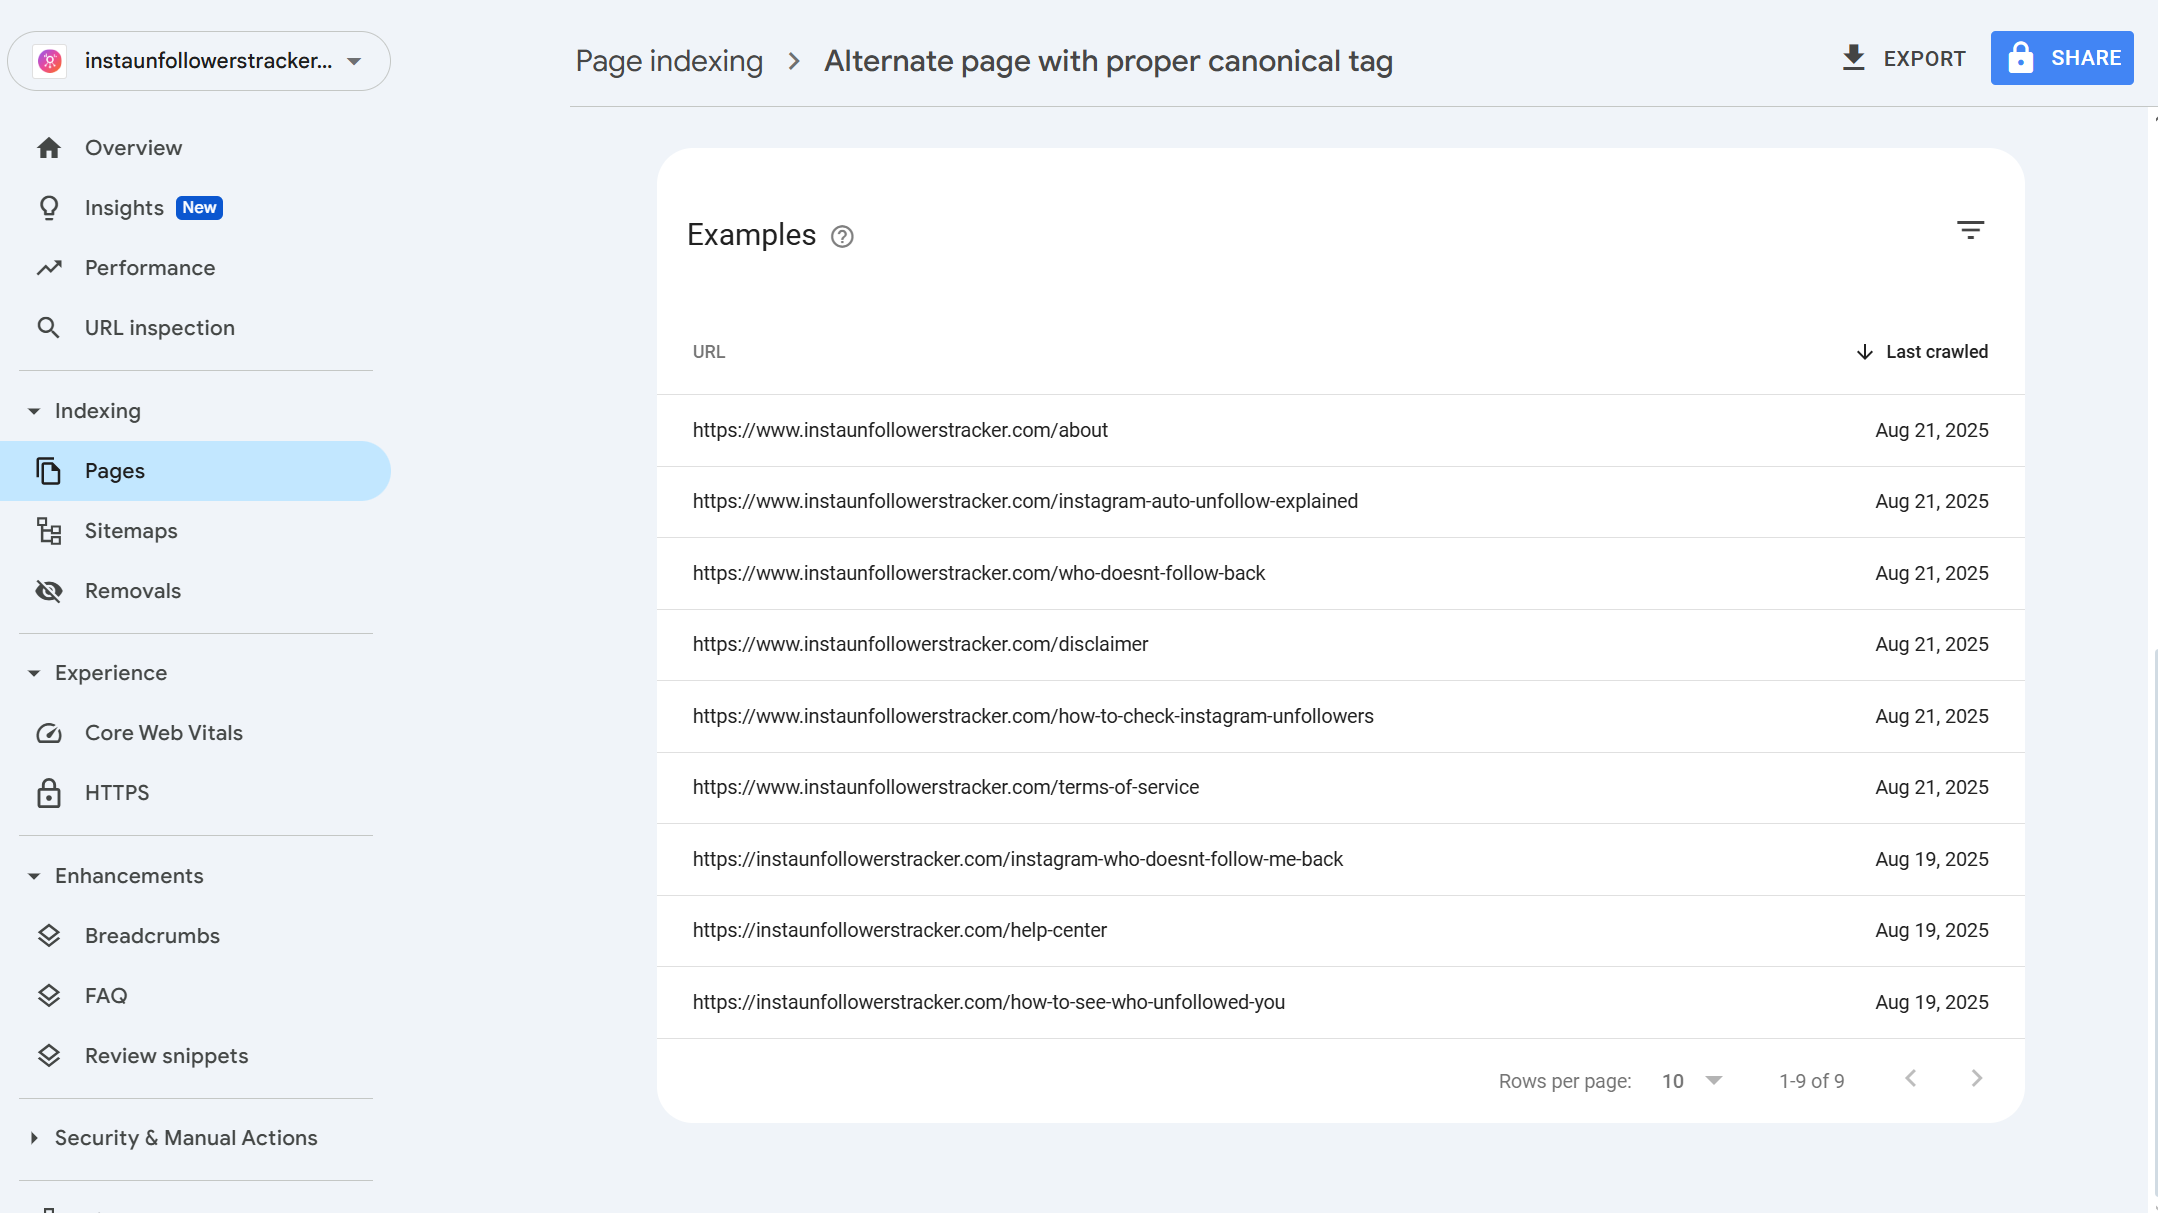 instaunfollowerstracker...
Page indexing > Alternate page with proper canonical tag
EXPORT
SHARE
Overview
Insights New
Performance
URL inspection
Indexing
Pages
Sitemaps
Removals
Experience
Core Web Vitals
HTTPS
Enhancements
Breadcrumbs
FAQ
Review snippets
Security & Manual Actions
Examples
URL Last crawled
https://www.instaunfollowerstracker.com/about Aug 21, 2025
https://www.instaunfollowerstracker.com/instagram-auto-unfollow-explained Aug 21, 2025
https://www.instaunfollowerstracker.com/who-doesnt-follow-back Aug 21, 2025
https://www.instaunfollowerstracker.com/disclaimer Aug 21, 2025
https://www.instaunfollowerstracker.com/how-to-check-instagram-unfollowers Aug 21, 2025
https://www.instaunfollowerstracker.com/terms-of-service Aug 21, 2025
https://instaunfollowerstracker.com/instagram-who-doesnt-follow-me-back Aug 19, 2025
https://instaunfollowerstracker.com/help-center Aug 19, 2025
https://instaunfollowerstracker.com/how-to-see-who-unfollowed-you Aug 19, 2025
Rows per page: 10 1-9 of 9